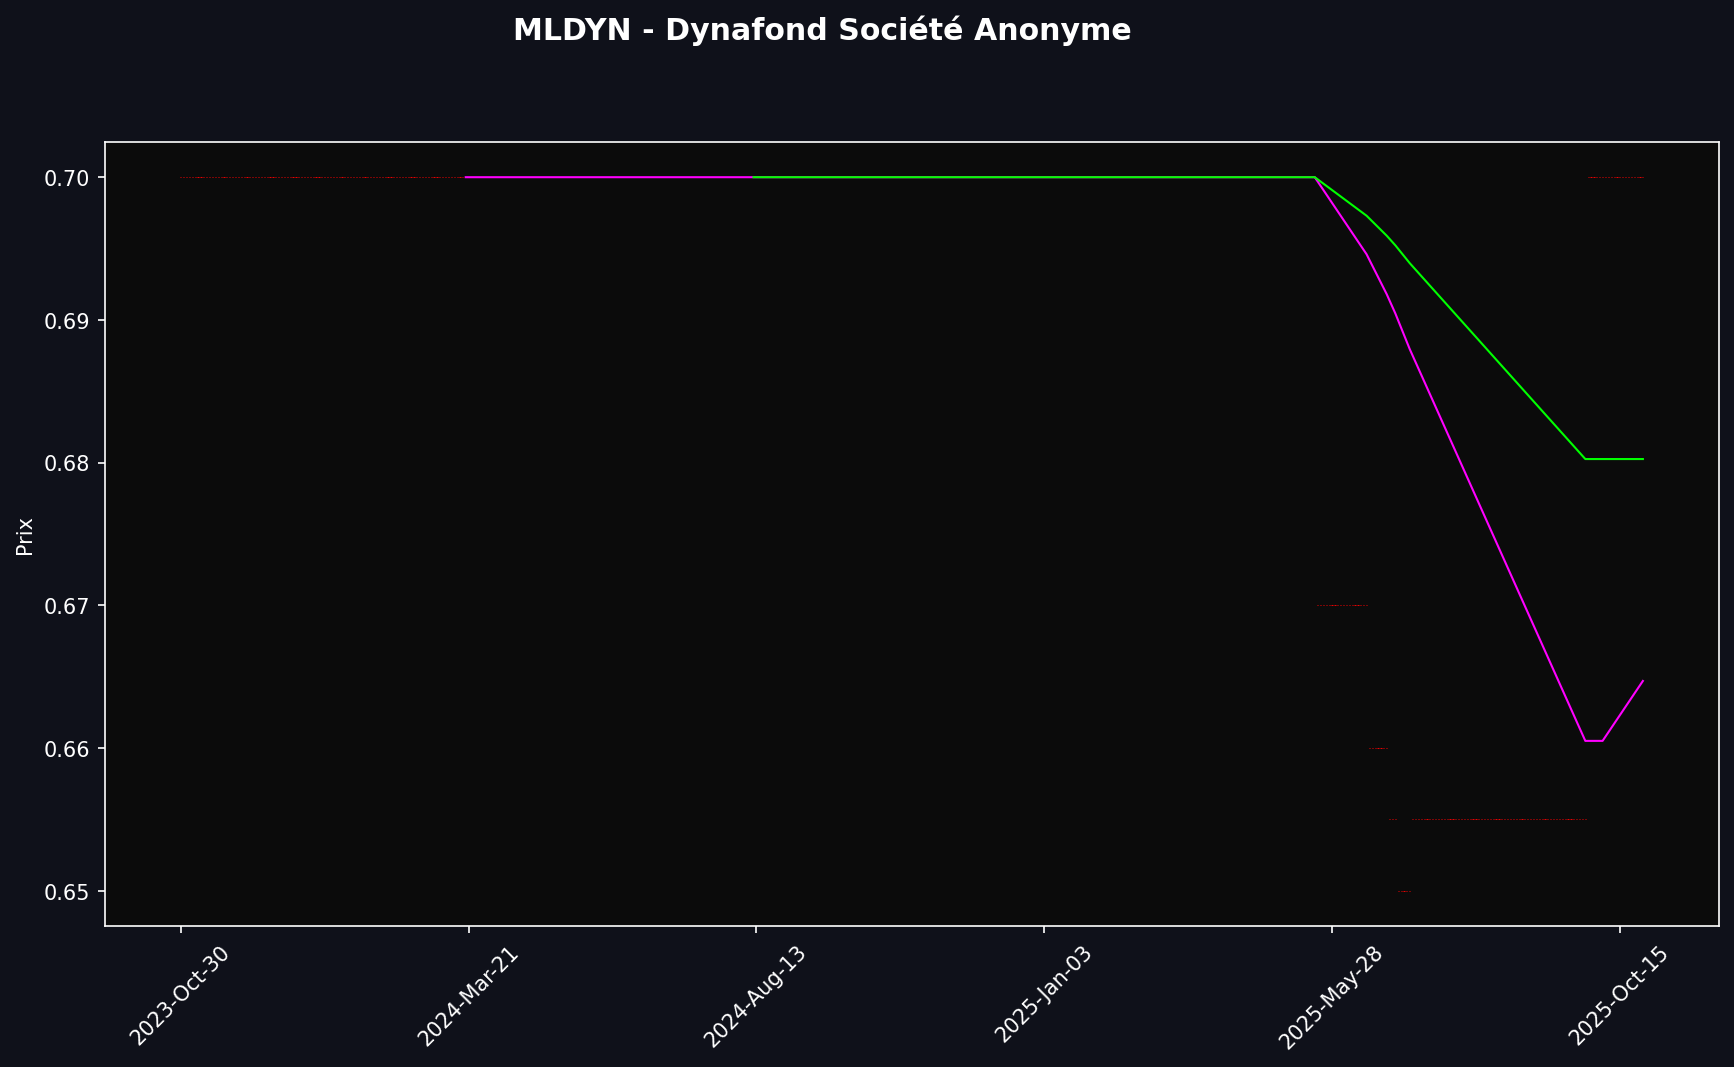 MLDYN - Dynafond Société Anonyme
Prix
0.70
0.69
0.68
0.67
0.66
0.65
2023-Oct-30
2024-Mar-21
2024-Aug-13
2025-Jan-03
2025-May-28
2025-Oct-15